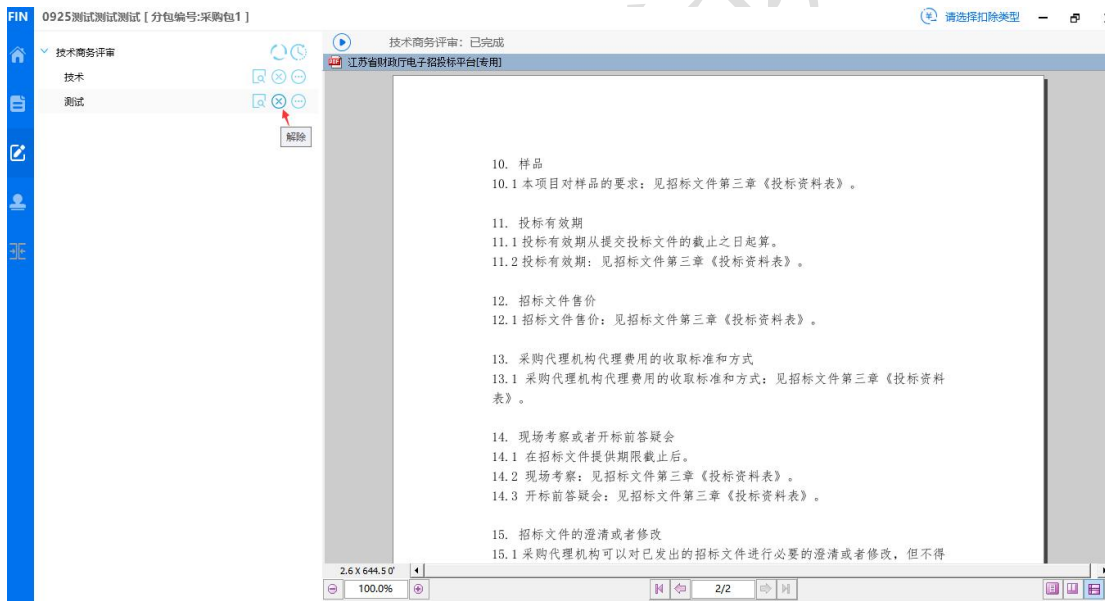 FIN 0925测试测试测试 [ 分包编号:采购包1 ]
请选择扣除类型
技术商务评审
技术
测试
解除
技术商务评审: 已完成
江苏省财政厅电子招投标平台[专用]
10. 样品
10.1 本项目对样品的要求: 见招标文件第三章《投标资料表》。
11. 投标有效期
11.1 投标有效期从提交投标文件的截止之日起算。
11.2 投标有效期: 见招标文件第三章《投标资料表》。
12. 招标文件售价
12.1 招标文件售价: 见招标文件第三章《投标资料表》。
13. 采购代理机构代理费用的收取标准和方式
13.1 采购代理机构代理费用的收取标准和方式: 见招标文件第三章《投标资料
表》。
14. 现场考察或者开标前答疑会
14.1 在招标文件提供期限截止后。
14.2 现场考察: 见招标文件第三章《投标资料表》。
14.3 开标前答疑会: 见招标文件第三章《投标资料表》。
15. 招标文件的澄清或者修改
15.1 采购代理机构可以对已发出的招标文件进行必要的澄清或者修改, 但不得
2.6 X 644.5 0'
100.0%
2/2